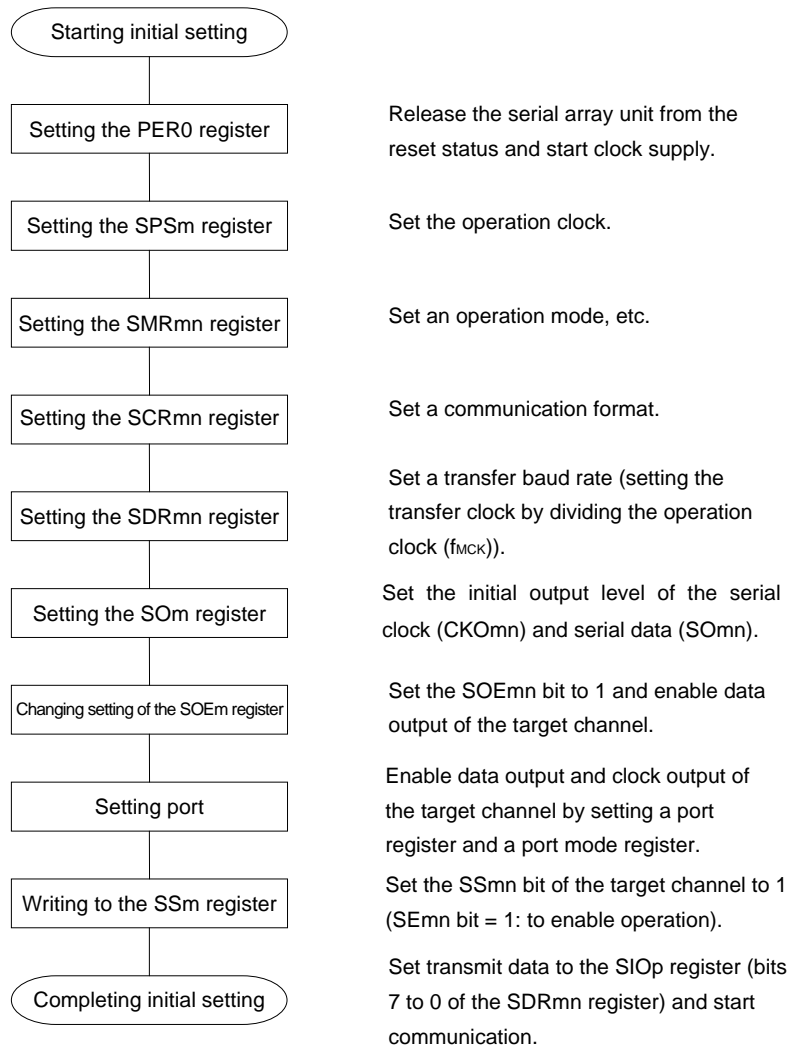 Starting initial setting
Setting the PER0 register
Release the serial array unit from the
reset status and start clock supply.
Setting the SPSm register
Set the operation clock.
Setting the SMRmn register
Set an operation mode, etc.
Setting the SCRmn register
Set a communication format.
Setting the SDRmn register
Set a transfer baud rate (setting the
transfer clock by dividing the operation
clock (fMCK)).
Setting the SOm register
Set the initial output level of the serial
clock (CKOmn) and serial data (SOmn).
Changing setting of the SOEm register
Set the SOEmn bit to 1 and enable data
output of the target channel.
Setting port
Enable data output and clock output of
the target channel by setting a port
register and a port mode register.
Writing to the SSm register
Set the SSmn bit of the target channel to 1
(SEmn bit = 1: to enable operation).
Completing initial setting
Set transmit data to the SIOp register (bits
7 to 0 of the SDRmn register) and start
communication.